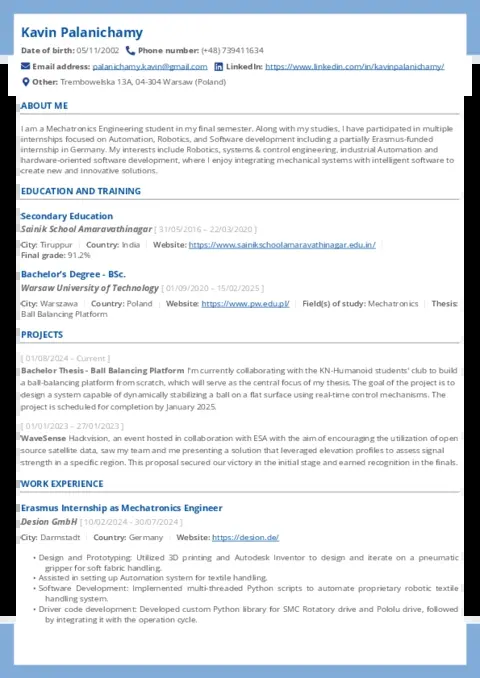 Kavin Palanichamy
Date of birth: 05/11/2002 Phone number: (+48) 739411634
Email address: palanichamy.kavin@gmail.com LinkedIn: https://www.linkedin.com/in/kavinpalanichamy/
Other: Trembowelska 13A, 04-304 Warsaw (Poland)
ABOUT ME
I am a Mechatronics Engineering student in my final semester. Along with my studies, I have participated in multiple
internships focused on Automation, Robotics, and Software development including a partially Erasmus-funded
internship in Germany. My interests include Robotics, systems & control engineering, industrial Automation and
hardware-oriented software development, where I enjoy integrating mechanical systems with intelligent software to
create new and innovative solutions.
EDUCATION AND TRAINING
Secondary Education
Sainik School Amaravathinagar [ 31/05/2016 – 22/03/2020 ]
City: Tiruppur | Country: India | Website: https://www.sainikschoolamaravathinagar.edu.in/ |
Final grade: 91.2%
Bachelor's Degree - BSc.
Warsaw University of Technology [ 01/09/2020 – 15/02/2025 ]
City: Warszawa | Country: Poland | Website: https://www.pw.edu.pl/ | Field(s) of study: Mechatronics | Thesis:
Ball Balancing Platform
PROJECTS
[ 01/08/2024 – Current ]
Bachelor Thesis - Ball Balancing Platform I'm currently collaborating with the KN-Humanoid students' club to build
a ball-balancing platform from scratch, which will serve as the central focus of my thesis. The goal of the project is to
design a system capable of dynamically stabilizing a ball on a flat surface using real-time control mechanisms. The
project is scheduled for completion by January 2025.
[ 01/01/2023 – 27/01/2023 ]
WaveSense Hackvision, an event hosted in collaboration with ESA with the aim of encouraging the utilization of open
source satellite data, saw my team and me presenting a solution that leveraged elevation profiles to assess signal
strength in a specific region. This proposal secured our victory in the initial stage and earned recognition in the finals.
WORK EXPERIENCE
Erasmus Internship as Mechatronics Engineer
Desion GmbH [ 10/02/2024 – 30/07/2024 ]
City: Darmstadt | Country: Germany | Website: https://desion.de/
• Design and Prototyping: Utilized 3D printing and Autodesk Inventor to design and iterate on a pneumatic
gripper for soft fabric handling.
• Assisted in setting up Automation system for textile handling.
• Software Development: Implemented multi-threaded Python scripts to automate proprietary robotic textile
handling system.
• Driver code development: Developed custom Python library for SMC Rotatory drive and Pololu drive, followed
by integrating it with the operation cycle.